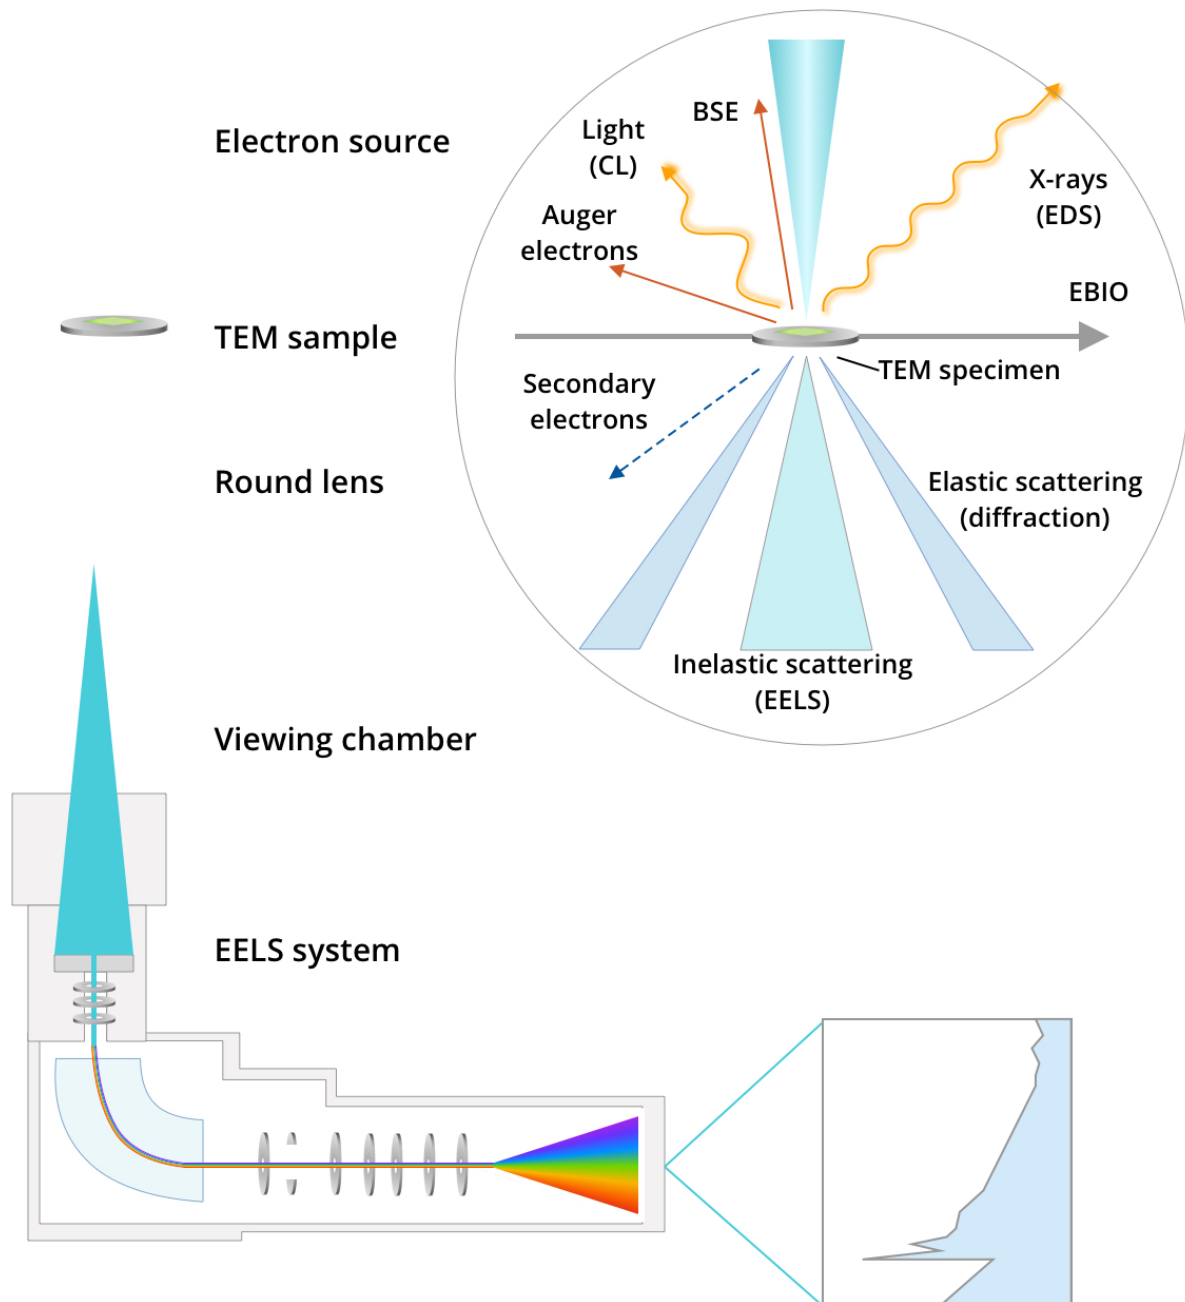 Electron source
TEM sample
Round lens
Viewing chamber
EELS system
BSE
Light
(CL)
Auger
electrons
X-rays
(EDS)
EBIO
TEM specimen
Secondary
electrons
Elastic scattering
(diffraction)
Inelastic scattering
(EELS)